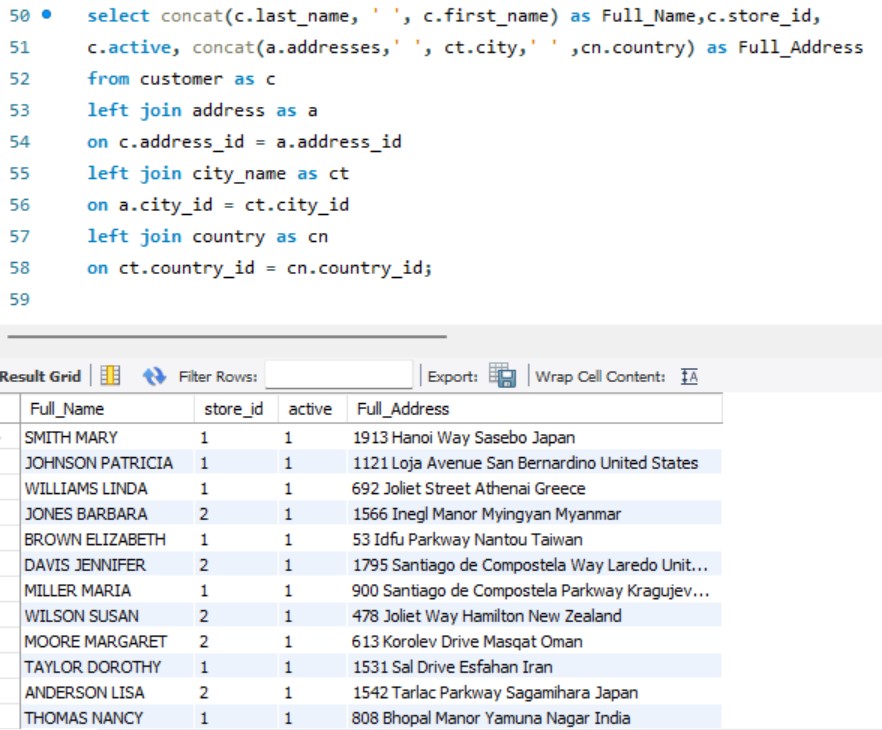 50 select concat(c.last_name, ' ', c.first_name) as Full_Name,c.store_id,
51 c.active, concat(a.addresses,' ', ct.city,' ' ,cn.country) as Full_Address
52 from customer as c
53 left join address as a
54 on c.address_id = a.address_id
55 left join city_name as ct
56 on a.city_id = ct.city_id
57 left join country as cn
58 on ct.country_id = cn.country_id;
59
Result Grid Filter Rows: Export: Wrap Cell Content: IA
Full_Name store_id active Full_Address
SMITH MARY 1 1 1913 Hanoi Way Sasebo Japan
JOHNSON PATRICIA 1 1 1121 Loja Avenue San Bernardino United States
WILLIAMS LINDA 1 1 692 Joliet Street Athenai Greece
JONES BARBARA 2 1 1566 Inegl Manor Myingyan Myanmar
BROWN ELIZABETH 1 1 53 Idfu Parkway Nantou Taiwan
DAVIS JENNIFER 2 1 1795 Santiago de Compostela Way Laredo Unit...
MILLER MARIA 1 1 900 Santiago de Compostela Parkway Kragujev...
WILSON SUSAN 2 1 478 Joliet Way Hamilton New Zealand
MOORE MARGARET 2 1 613 Korolev Drive Masqat Oman
TAYLOR DOROTHY 1 1 1531 Sal Drive Esfahan Iran
ANDERSON LISA 2 1 1542 Tarlac Parkway Sagamihara Japan
THOMAS NANCY 1 1 808 Bhopal Manor Yamuna Nagar India